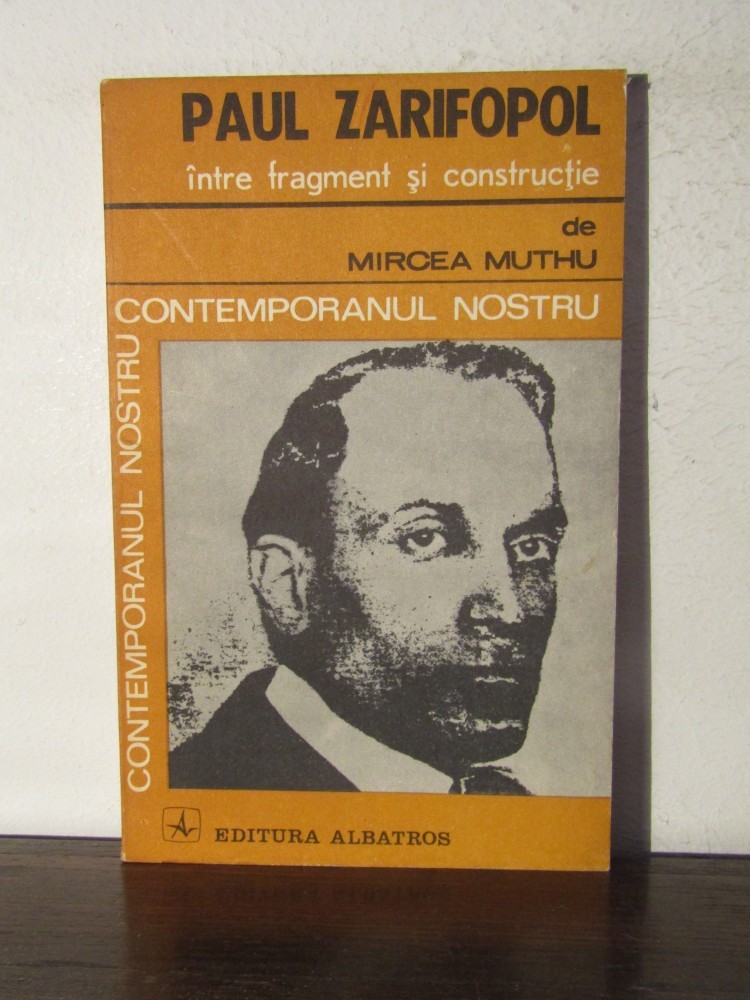 PAUL ZARIFOPOL
între fragment şi construcţie
de
MIRCEA MUTHU
CONTEMPORANUL NOSTRU
CONTEMPORANUL NOSTRU
EDITURA ALBATROS